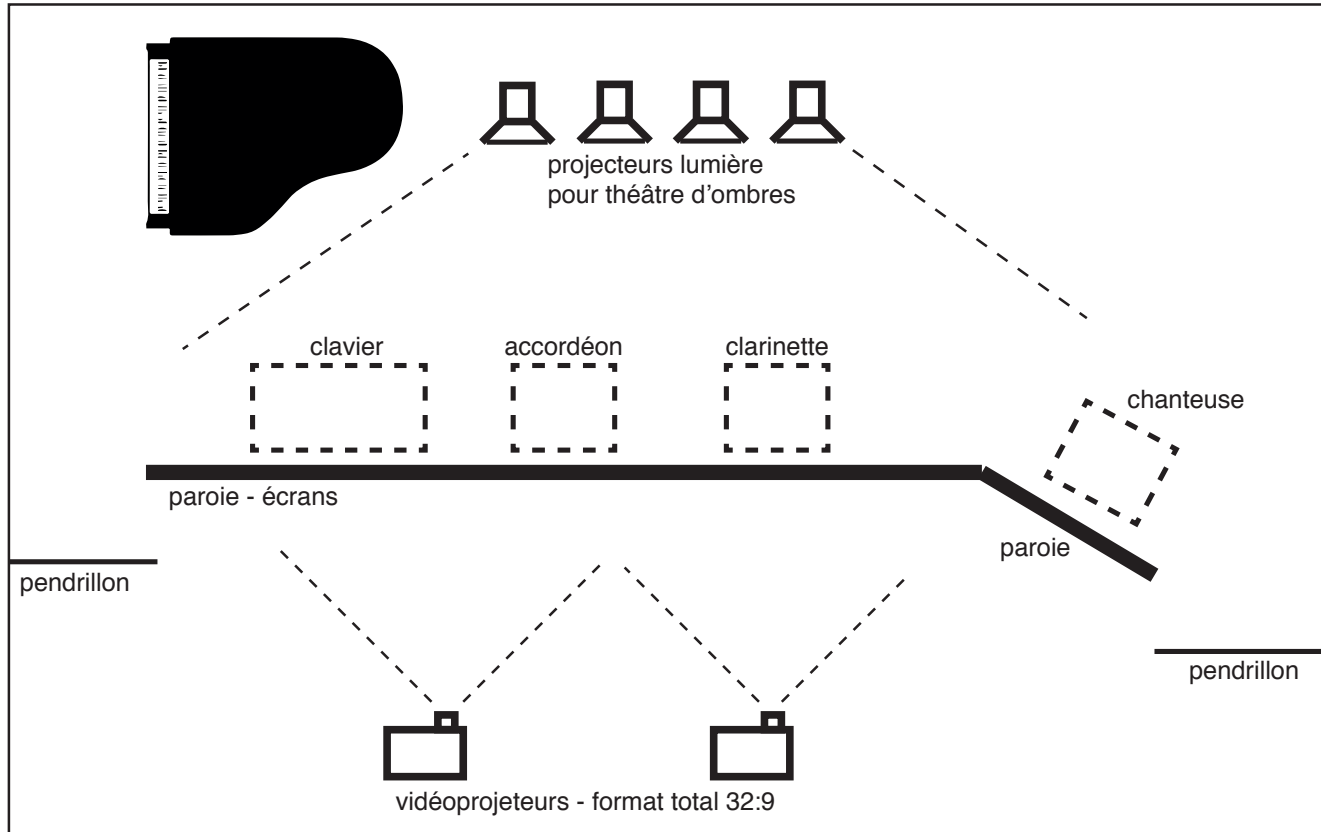 projecteurs lumière
pour théâtre d'ombres
clavier
accordéon
clarinette
chanteuse
paroie - écrans
paroie
pendrillon
pendrillon
vidéoprojeteurs - format total 32:9